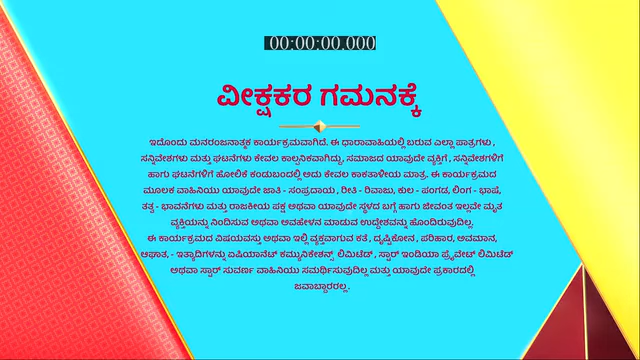 00:00:00.000
ವೀಕ್ಷಕರ ಗಮನಕ್ಕೆ
ಇದೊಂದು ಮನರಂಜನಾತ್ಮಕ ಕಾರ್ಯಕ್ರಮವಾಗಿದೆ. ಈ ಧಾರಾವಾಹಿಯಲ್ಲಿ ಬರುವ ಎಲ್ಲಾ ಪಾತ್ರಗಳು ,
ಸನ್ನಿವೇಶಗಳು ಮತ್ತು ಘಟನೆಗಳು ಕೇವಲ ಕಾಲ್ಪನಿಕವಾಗಿದ್ದು, ಸಮಾಜದ ಯಾವುದೇ ವ್ಯಕ್ತಿಗೆ , ಸನ್ನಿವೇಶಗಳಿಗೆ
ಹಾಗು ಘಟನೆಗಳಿಗೆ ಹೋಲಿಕೆ ಕಂಡುಬಂದಲ್ಲಿ ಅದು ಕೇವಲ ಕಾಕತಾಳೀಯ ಮಾತ್ರ. ಈ ಕಾರ್ಯಕ್ರಮದ
ಮೂಲಕ ವಾಹಿನಿಯು ಯಾವುದೇ ಜಾತಿ - ಸಂಪ್ರದಾಯ , ರೀತಿ - ರಿವಾಜು, ಕುಲ - ಪಂಗಡ, ಲಿಂಗ - ಭಾಷೆ,
ತತ್ವ - ಭಾವನೆಗಳು ಮತ್ತು ರಾಜಕೀಯ ಪಕ್ಷ ಅಥವಾ ಯಾವುದೇ ಸ್ಥಳದ ಬಗ್ಗೆ ಹಾಗು ಜೀವಂತ ಇಲ್ಲವೇ ಮೃತ
ವ್ಯಕ್ತಿಯನ್ನು ನಿಂದಿಸುವ ಅಥವಾ ಅವಹೇಳನ ಮಾಡುವ ಉದ್ದೇಶವನ್ನು ಹೊಂದಿರುವುದಿಲ್ಲ.
ಈ ಕಾರ್ಯಕ್ರಮದ ವಿಷಯವಸ್ತು ಅಥವಾ ಇಲ್ಲಿ ವ್ಯಕ್ತವಾಗುವ ಕತೆ , ದೃಷ್ಟಿಕೋನ , ಪರಿಹಾರ, ಅವಮಾನ,
ಆಘಾತ, - ಇತ್ಯಾದಿಗಳನ್ನು ಏಷಿಯಾನೆಟ್ ಕಮ್ಯುನಿಕೇಶನ್ಸ್ ಲಿಮಿಟೆಡ್ , ಸ್ಟಾರ್ ಇಂಡಿಯಾ ಪ್ರೈವೇಟ್ ಲಿಮಿಟೆಡ್
ಅಥವಾ ಸ್ಟಾರ್ ಸುವರ್ಣ ವಾಹಿನಿಯು ಸಮರ್ಥಿಸುವುದಿಲ್ಲ ಮತ್ತು ಯಾವುದೇ ಪ್ರಕಾರದಲ್ಲಿ
ಜವಾಬ್ದಾರರಲ್ಲ.